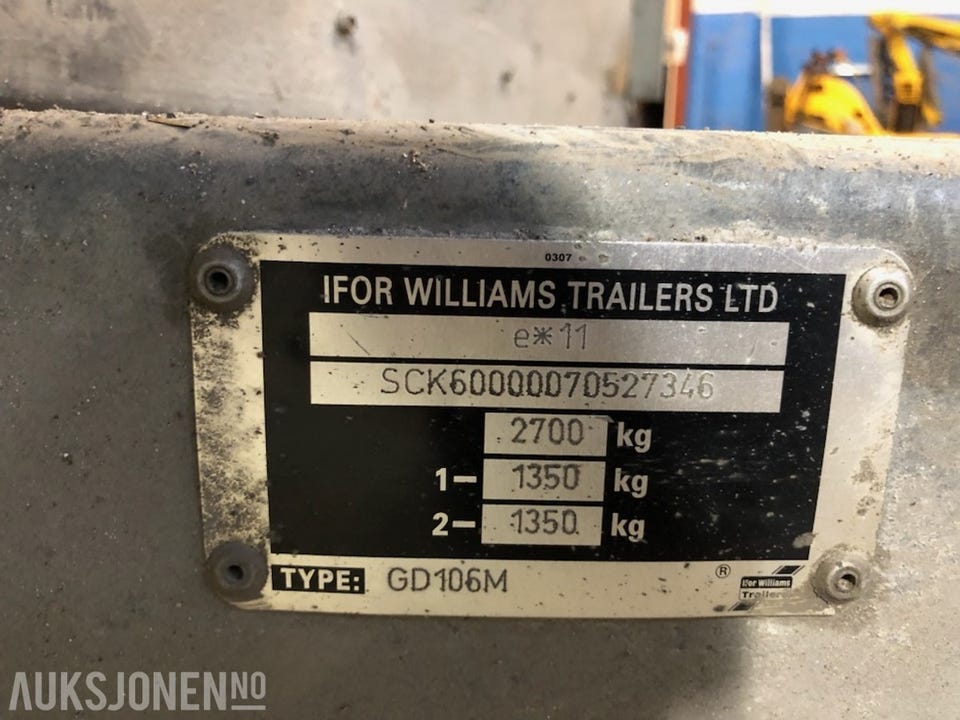 0307
IFOR WILLIAMS TRAILERS LTD
e*11
SCK60000070527346
2700 kg
1- 1350 kg
2- 1350 kg
TYPE: GD106M ®
Ifor Williams
Trailers
AUKSJONEN NO